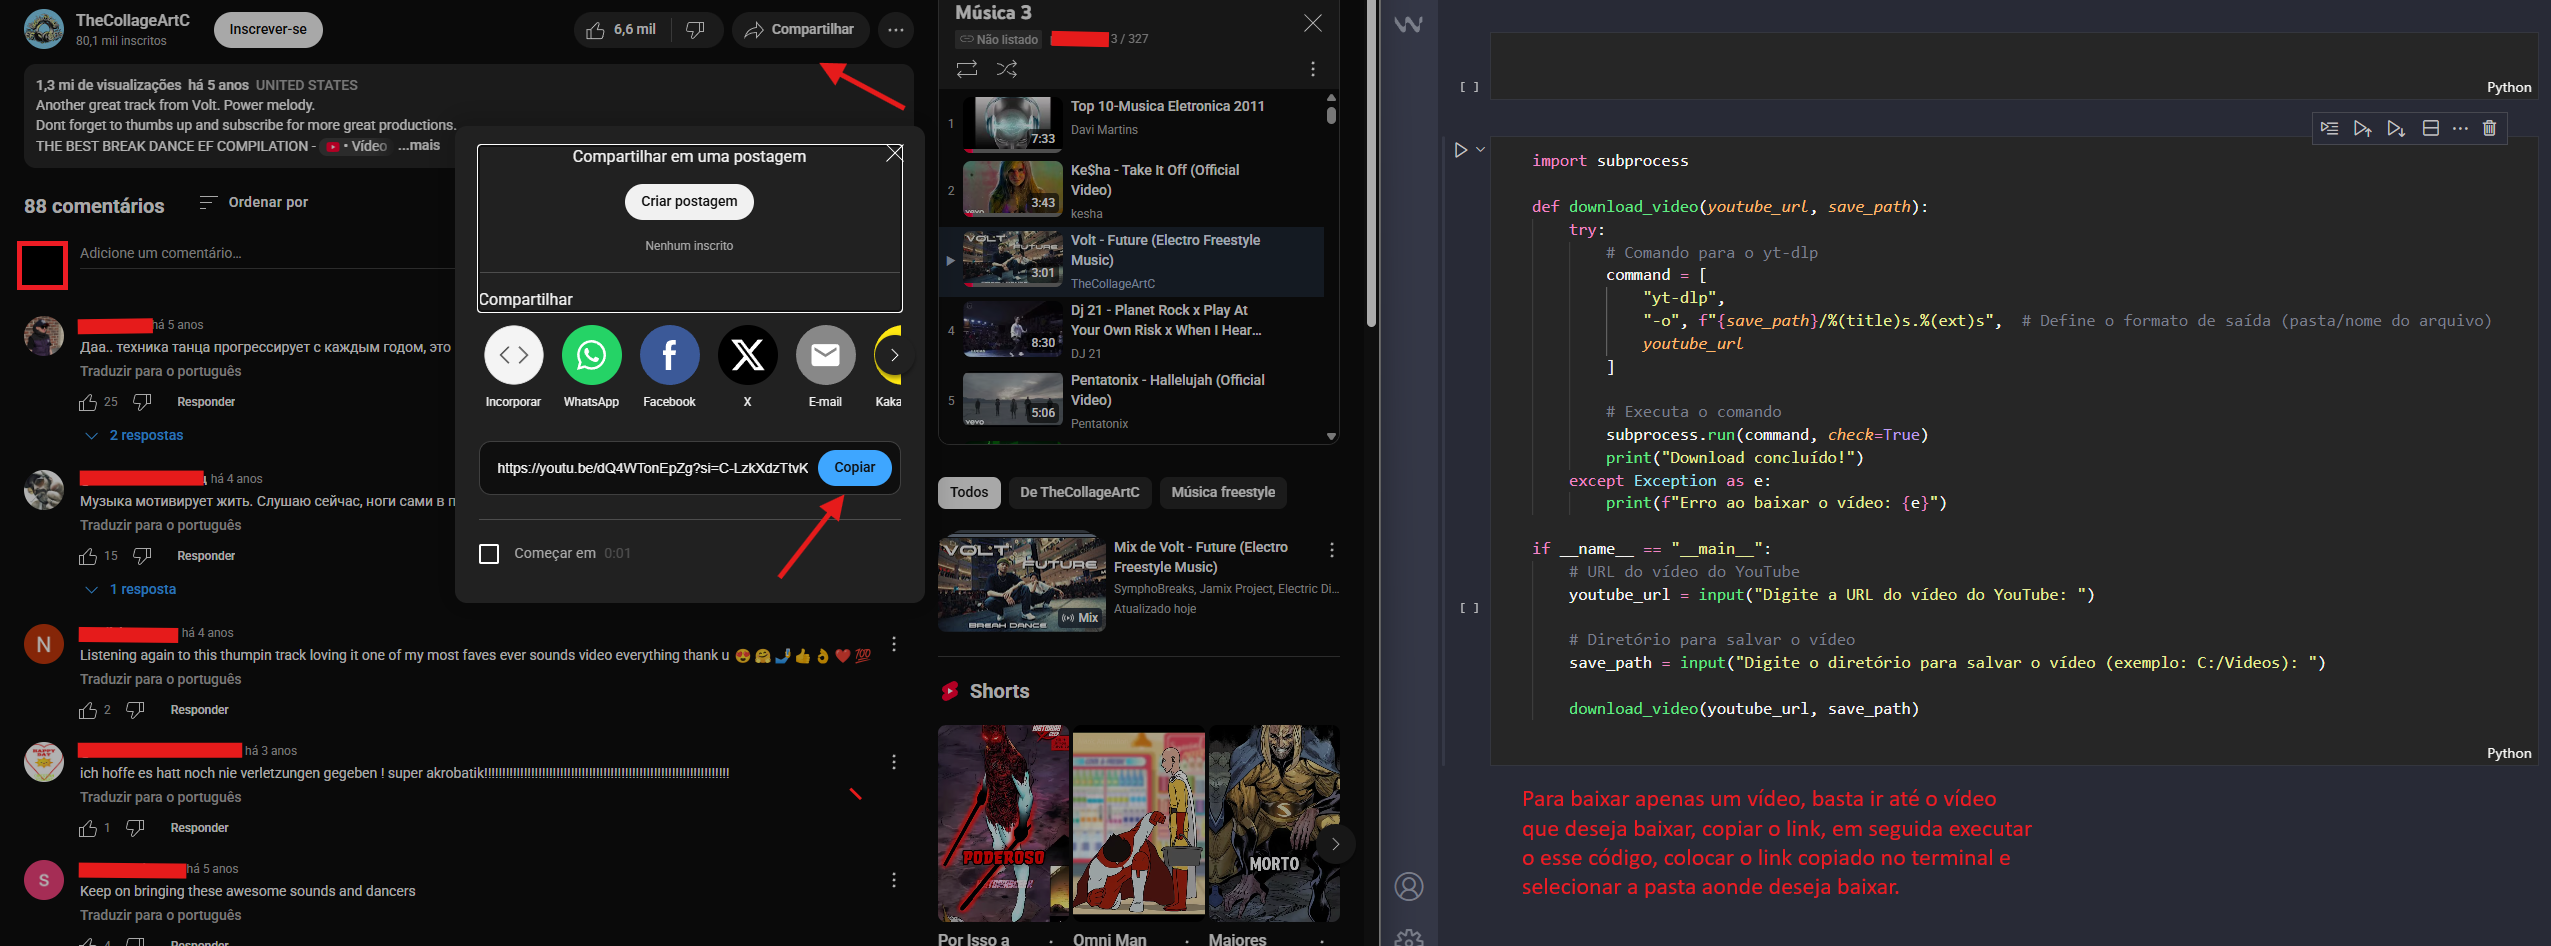 TheCollageArtC
80,1 mil inscritos
Inscrever-se
6,6 mil
Compartilhar
1,3 mi de visualizações há 5 anos UNITED STATES
Another great track from Volt. Power melody.
Dont forget to thumbs up and subscribe for more great productions.
THE BEST BREAK DANCE EF COMPILATION - • Vídeo ...mais
88 comentários
Ordenar por
Adicione um comentário...
há 5 anos
Даа.. техника танца прогрессирует с каждым годом, это
Traduzir para o português
25
Responder
2 respostas
há 4 anos
Музыка мотивирует жить. Слушаю сейчас, ноги сами в п
Traduzir para o português
15
Responder
1 resposta
N
há 4 anos
Listening again to this thumpin track loving it one of my most faves ever sounds video everything thank u 😍🤗🤳👍👌❤️💯
Traduzir para o português
2
Responder
há 3 anos
ich hoffe es hatt noch nie verletzungen gegeben ! super akrobatik!!!!!!!!!!!!!!!!!!!!!!!!!!!!!!!!!!!!!!!!!!!!!!!!!!!!!!!!!!!!!!!!!!!!
Traduzir para o português
1
Responder
S
há 5 anos
Keep on bringing these awesome sounds and dancers
Traduzir para o português
4
Responder
Compartilhar em uma postagem
Criar postagem
Nenhum inscrito
Compartilhar
Incorporar
WhatsApp
Facebook
X
E-mail
Kaka
https://youtu.be/dQ4WTonEpZg?si=C-LzkXdzTtvK
Copiar
Começar em 0:01
Música 3
Não listado
3 / 327
1
7:33
Top 10-Musica Eletronica 2011
Davi Martins
2
3:43
vevo
Ke$ha - Take It Off (Official
Video)
kesha
VOLT FUTURE
3:01
Volt - Future (Electro Freestyle
Music)
TheCollageArtC
4
8:30
Dj 21 - Planet Rock x Play At
Your Own Risk x When I Hear...
DJ 21
5
5:06
vevo
Pentatonix - Hallelujah (Official
Video)
Pentatonix
Todos
De TheCollageArtC
Música freestyle
VOLT
FUTURE
BREAK DANCE
Mix
Mix de Volt - Future (Electro
Freestyle Music)
SymphoBreaks, Jamix Project, Electric Di...
Atualizado hoje
Shorts
PODEROSO
MORTO
Por Isso a
Omni Man
Maiores
[ ]
Python
import subprocess
def download_video(youtube_url, save_path):
try:
# Comando para o yt-dlp
command = [
"yt-dlp",
"-o", f"{save_path}/%(title)s.%(ext)s", # Define o formato de saída (pasta/nome do arquivo)
youtube_url
]
# Executa o comando
subprocess.run(command, check=True)
print("Download concluído!")
except Exception as e:
print(f"Erro ao baixar o vídeo: {e}")
if __name__ == "__main__":
# URL do vídeo do YouTube
[ ]
youtube_url = input("Digite a URL do vídeo do YouTube: ")
# Diretório para salvar o vídeo
save_path = input("Digite o diretório para salvar o vídeo (exemplo: C:/Videos): ")
download_video(youtube_url, save_path)
Python
Para baixar apenas um vídeo, basta ir até o vídeo
que deseja baixar, copiar o link, em seguida executar
o esse código, colocar o link copiado no terminal e
selecionar a pasta aonde deseja baixar.